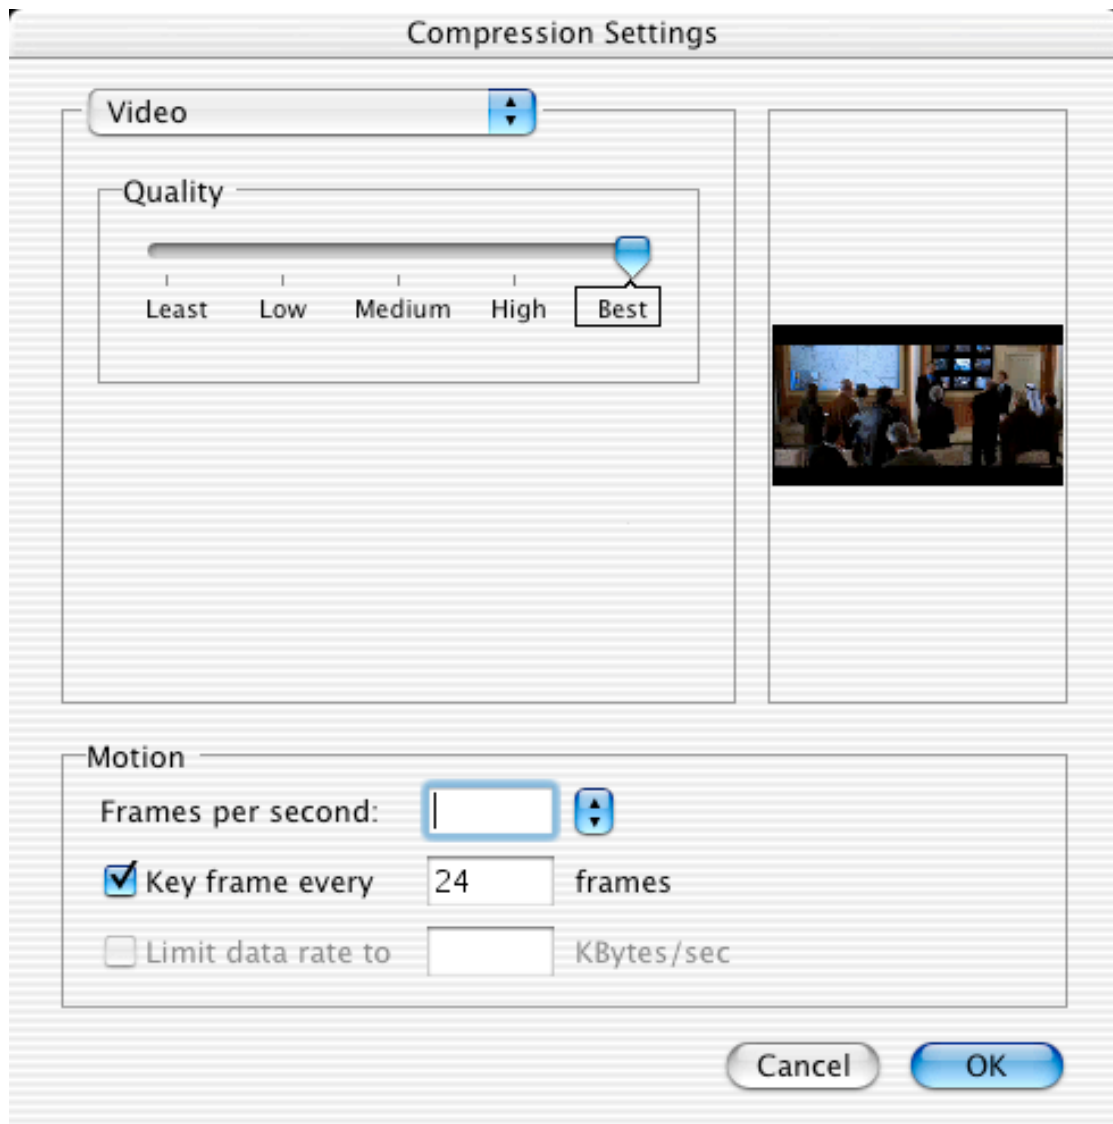 Compression Settings
Video
Quality
Least Low Medium High Best
Motion
Frames per second:
Key frame every 24 frames
Limit data rate to KBytes/sec
Cancel OK